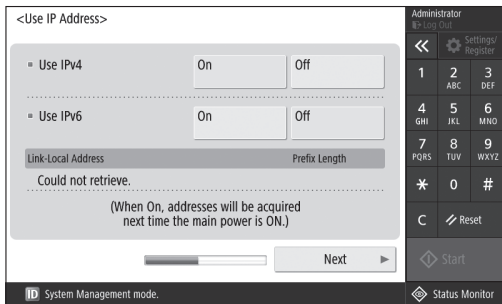 <Use IP Address>
Use IPv4
On
Off
Use IPv6
On
Off
Link-Local Address
Prefix Length
Could not retrieve.
(When On, addresses will be acquired
next time the main power is ON.)
Next
ID System Management mode.
Administrator
Log Out
Settings/
Register
1
2
ABC
3
DEF
4
GHI
5
JKL
6
MNO
7
PQRS
8
TUV
9
WXYZ
*
0
#
C
Reset
Start
Status Monitor